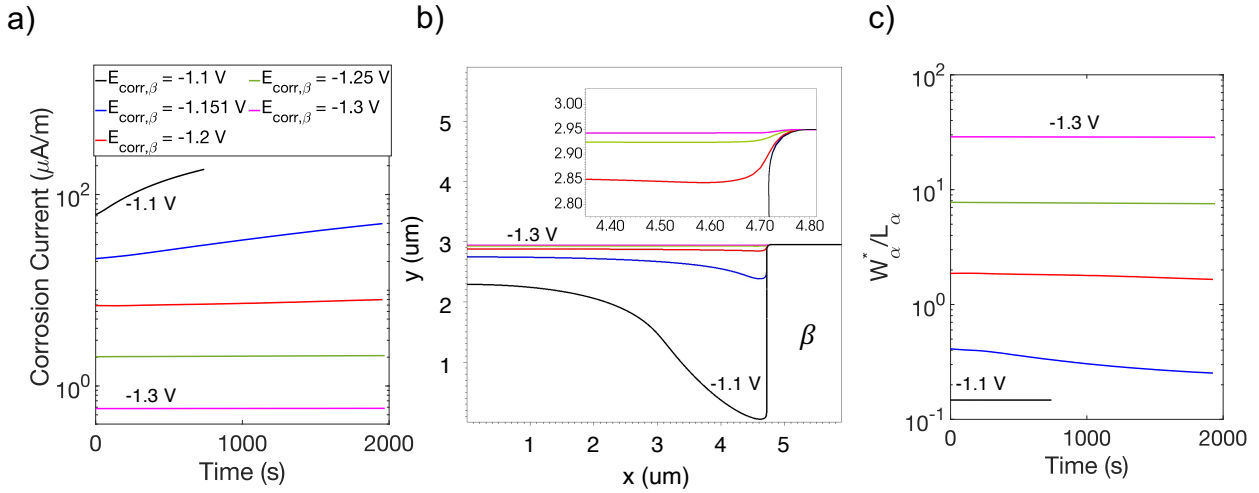 a)
b)
c)
E_corr,β = -1.1 V
E_corr,β = -1.25 V
E_corr,β = -1.151 V
E_corr,β = -1.3 V
E_corr,β = -1.2 V
Corrosion Current (μA/m)
10^2
10^0
-1.1 V
-1.3 V
0
1000
2000
Time (s)
y (um)
5
4
3
2
1
3.00
2.95
2.90
2.85
2.80
4.40
4.50
4.60
4.70
4.80
-1.3 V
-1.1 V
β
1
2
3
4
5
x (um)
W*_α/L_α
10^2
10^1
10^0
10^-1
-1.3 V
-1.1 V
0
1000
2000
Time (s)